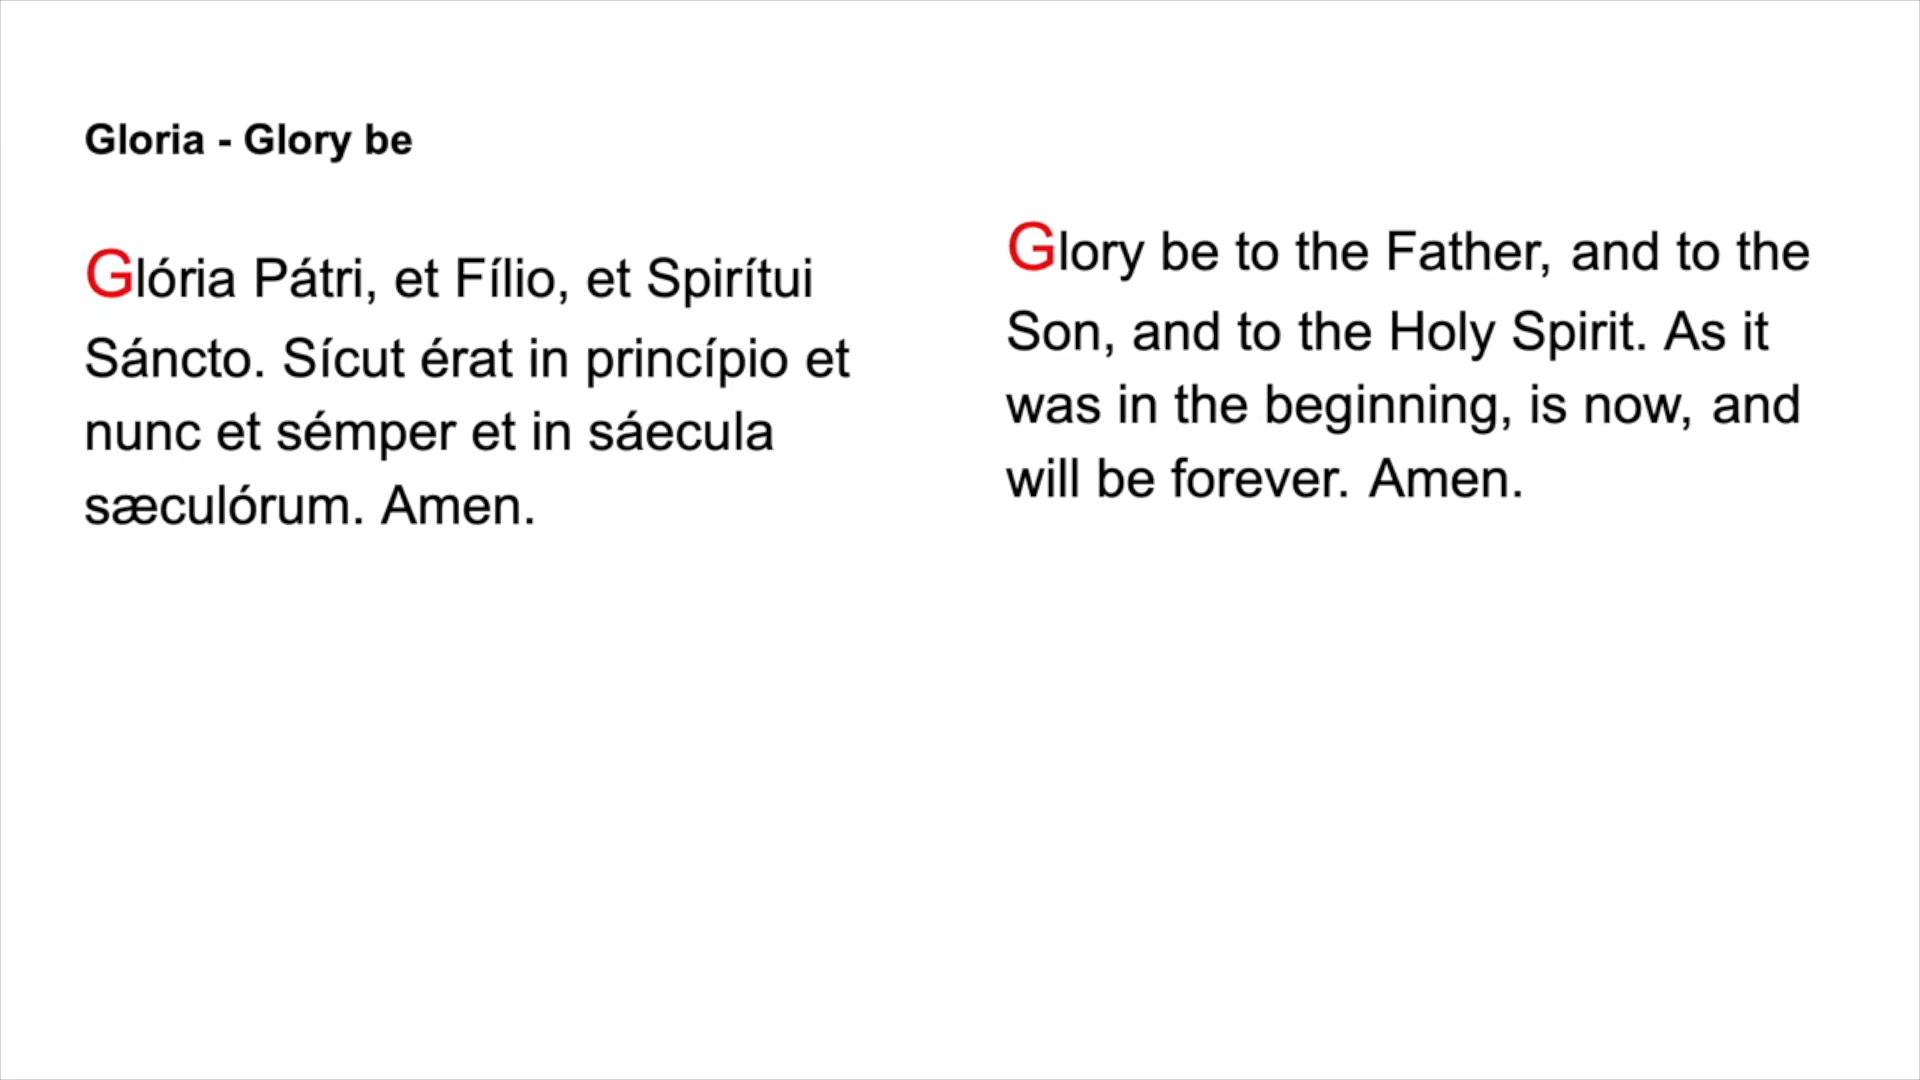 Gloria - Glory be
Glória Pátri, et Fílio, et Spirítui
Sáncto. Sícut érat in princípio et
nunc et sémper et in sáecula
sæculórum. Amen.
Glory be to the Father, and to the
Son, and to the Holy Spirit. As it
was in the beginning, is now, and
will be forever. Amen.